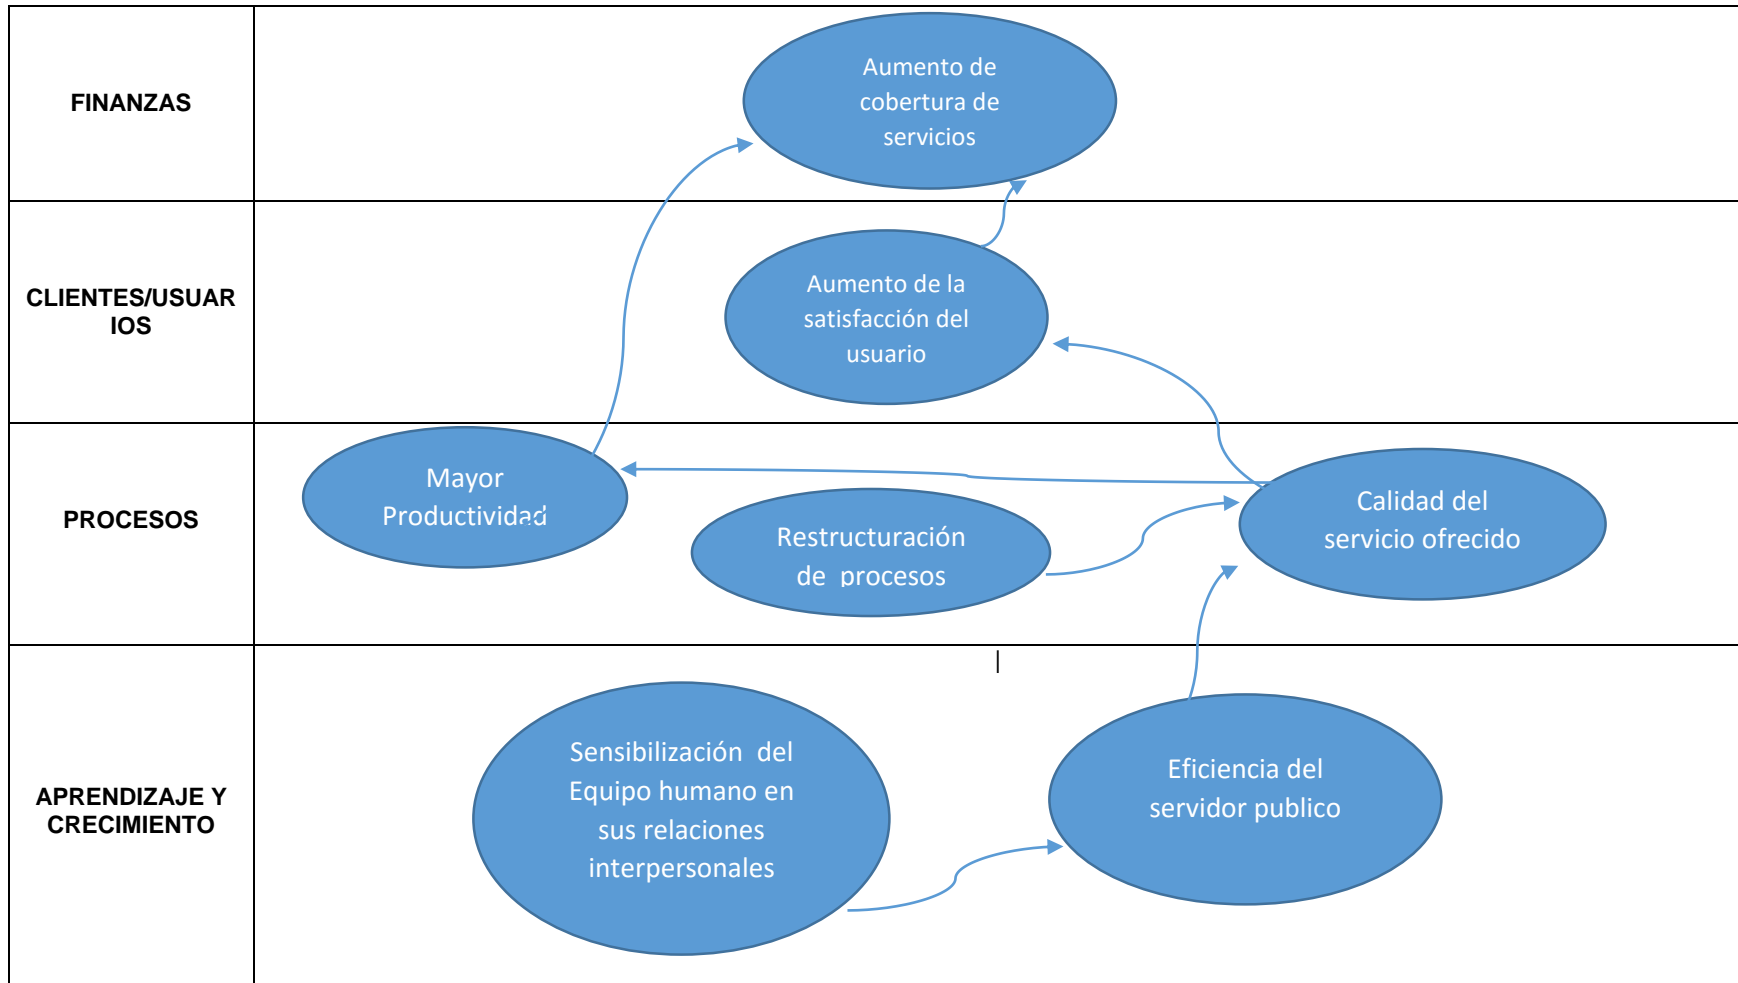 FINANZAS
Aumento de
cobertura de
servicios
CLIENTES/USUAR
IOS
Aumento de la
satisfacción del
usuario
PROCESOS
Mayor
Productividad
Restructuración
de procesos
Calidad del
servicio ofrecido
APRENDIZAJE Y
CRECIMIENTO
Sensibilización del
Equipo humano en
sus relaciones
interpersonales
Eficiencia del
servidor publico